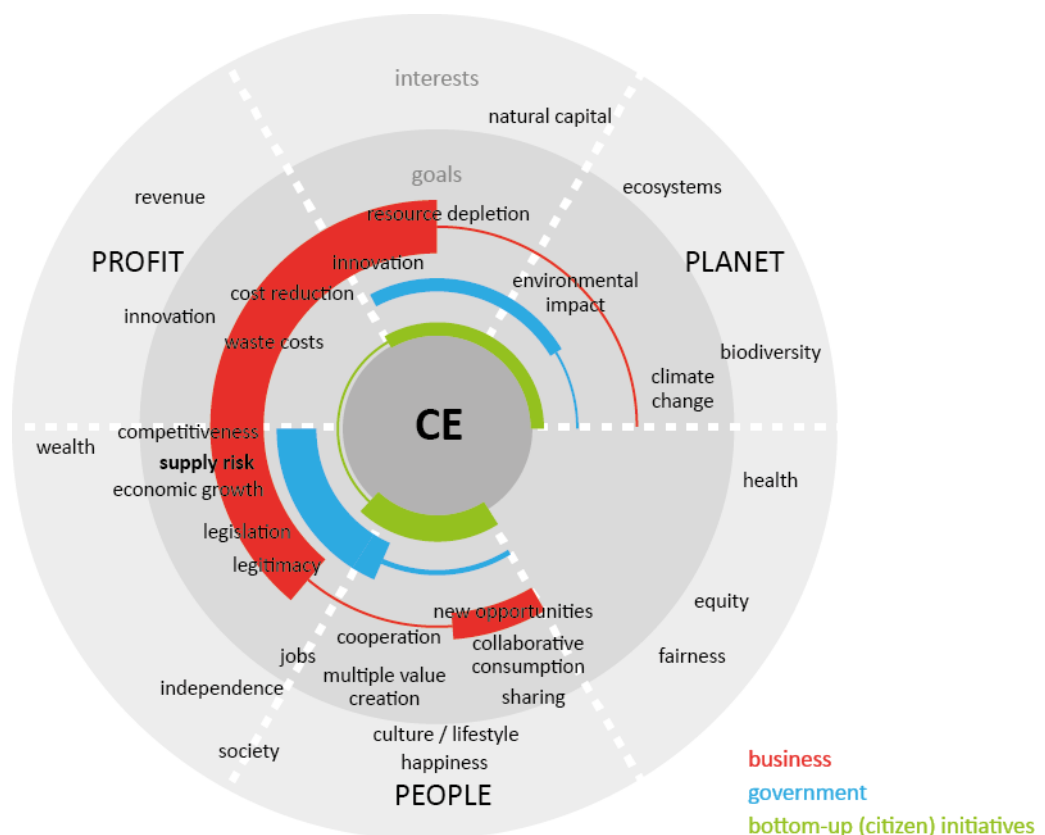 interests
natural capital
goals
revenue
ecosystems
resource depletion
PROFIT
PLANET
innovation
environmental
impact
cost reduction
innovation
waste costs
biodiversity
climate
change
CE
competitiveness
wealth
supply risk
health
economic growth
legislation
legitimacy
equity
new opportunities
cooperation
collaborative
consumption
jobs
fairness
multiple value
creation
independence
sharing
culture / lifestyle
society
happiness
PEOPLE
business
government
bottom-up (citizen) initiatives